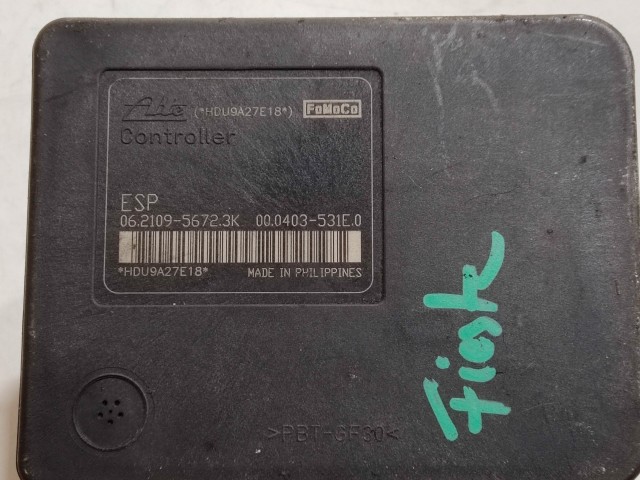 Ate (*HDU9A27E18*) FoMoCo
Controller
ESP
06.2109-5672.3K 00.0403-531E.0
*HDU9A27E18*
MADE IN PHILIPPINES
>PBT-GF30<